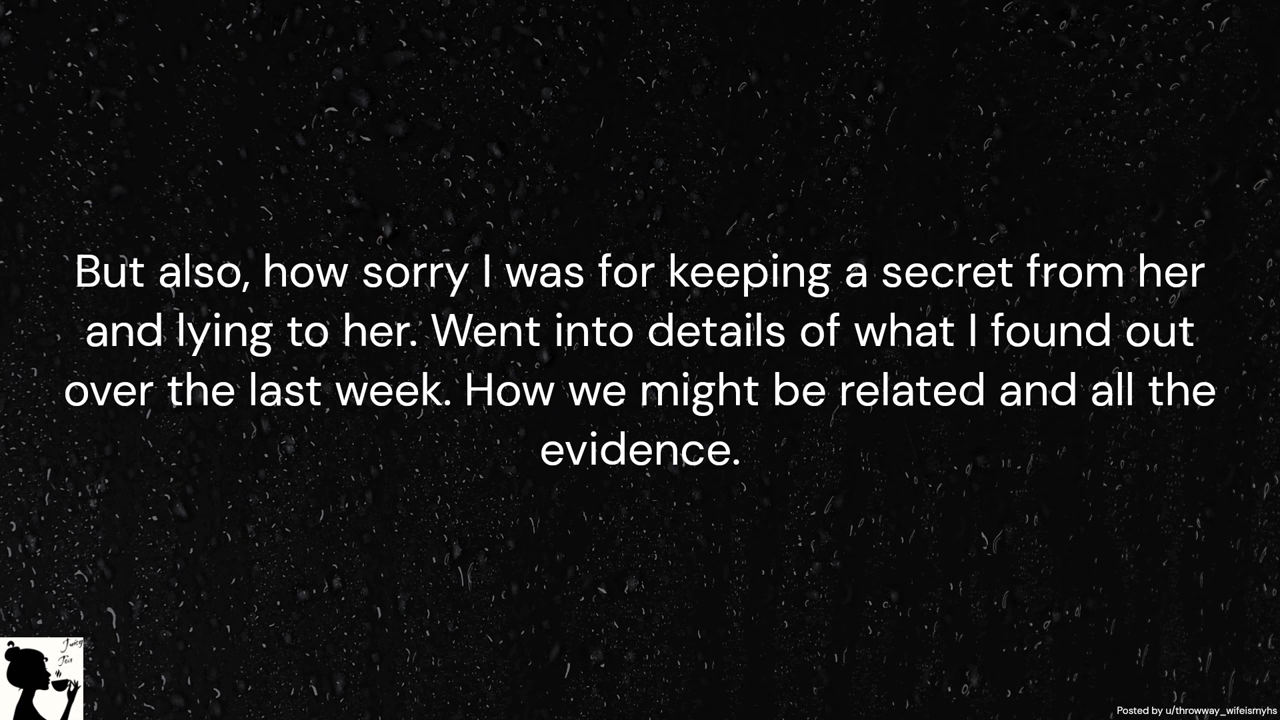 But also, how sorry I was for keeping a secret from her
and lying to her. Went into details of what I found out
over the last week. How we might be related and all the
evidence.
Tea
Posted by u/throwway_wifeismyhs